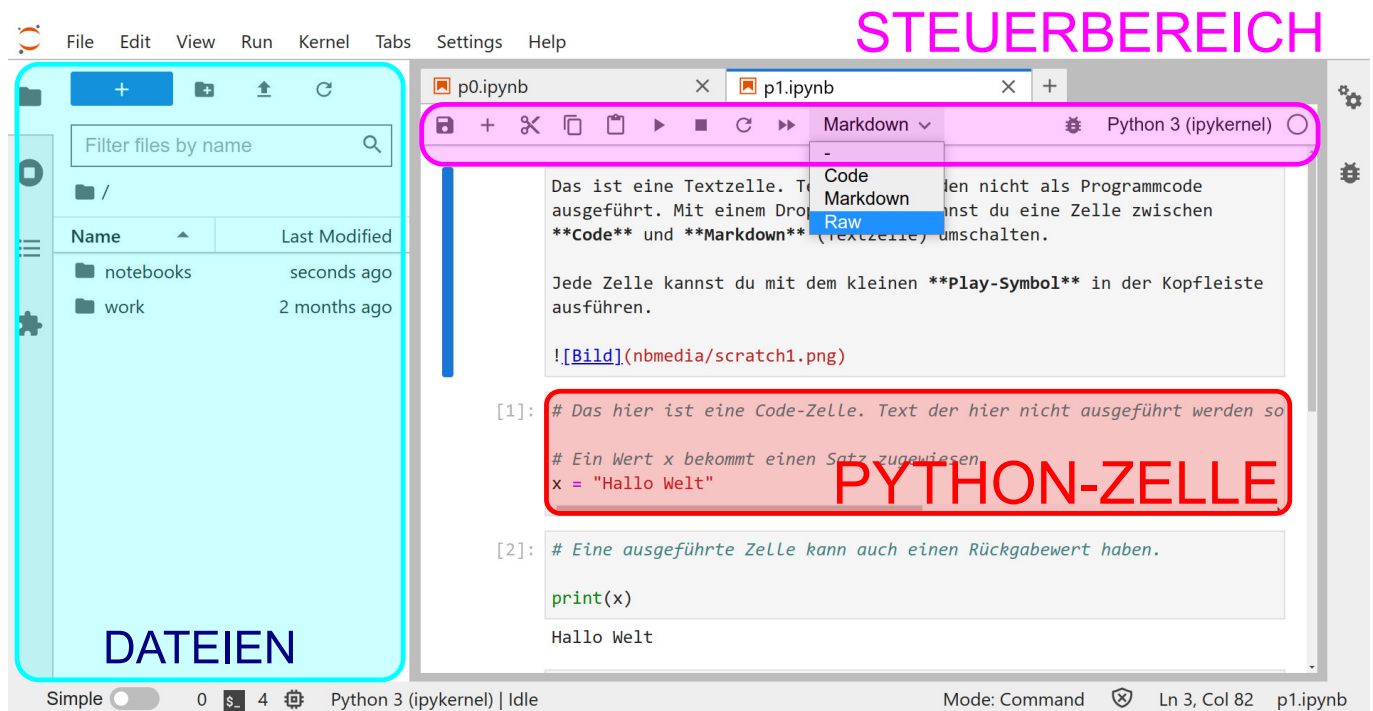 STEUERBEREICH
File Edit View Run Kernel Tabs Settings Help
p0.ipynb p1.ipynb
Filter files by name
Markdown Python 3 (ipykernel)
-
Code
Markdown
Raw
/
Name Last Modified
notebooks seconds ago
work 2 months ago
Das ist eine Textzelle. nicht als Programmcode
ausgeführt. Mit einem du eine Zelle zwischen
**Code** und **Markdown** (Textzelle) umschalten.
Jede Zelle kannst du mit dem kleinen **Play-Symbol** in der Kopfleiste
ausführen.
![Bild](nbmedia/scratch1.png)
[1]: # Das hier ist eine Code-Zelle. Text der hier nicht ausgeführt werden so
# Ein Wert x bekommt einen Satz zugewiesen
x = "Hallo Welt"
PYTHON-ZELLE
[2]: # Eine ausgeführte Zelle kann auch einen Rückgabewert haben.
print(x)
Hallo Welt
DATEIEN
Simple 0 $_ 4 Python 3 (ipykernel) | Idle Mode: Command Ln 3, Col 82 p1.ipynb